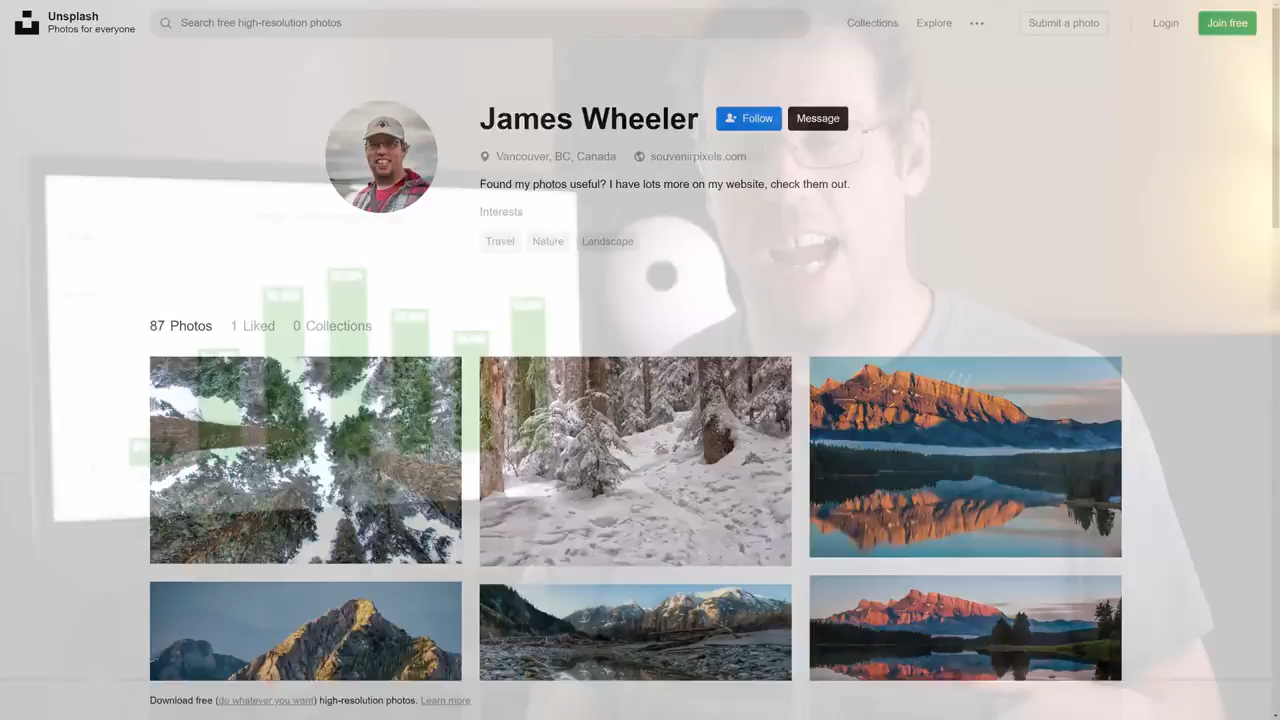 Unsplash
Photos for everyone
Search free high-resolution photos
Collections
Explore
Submit a photo
Login
Join free
James Wheeler
Follow
Message
Vancouver, BC, Canada
souvenirpixels.com
Found my photos useful? I have lots more on my website, check them out.
Interests
Travel
Nature
Landscape
87 Photos
1 Liked
0 Collections
Download free (do whatever you want) high-resolution photos. Learn more